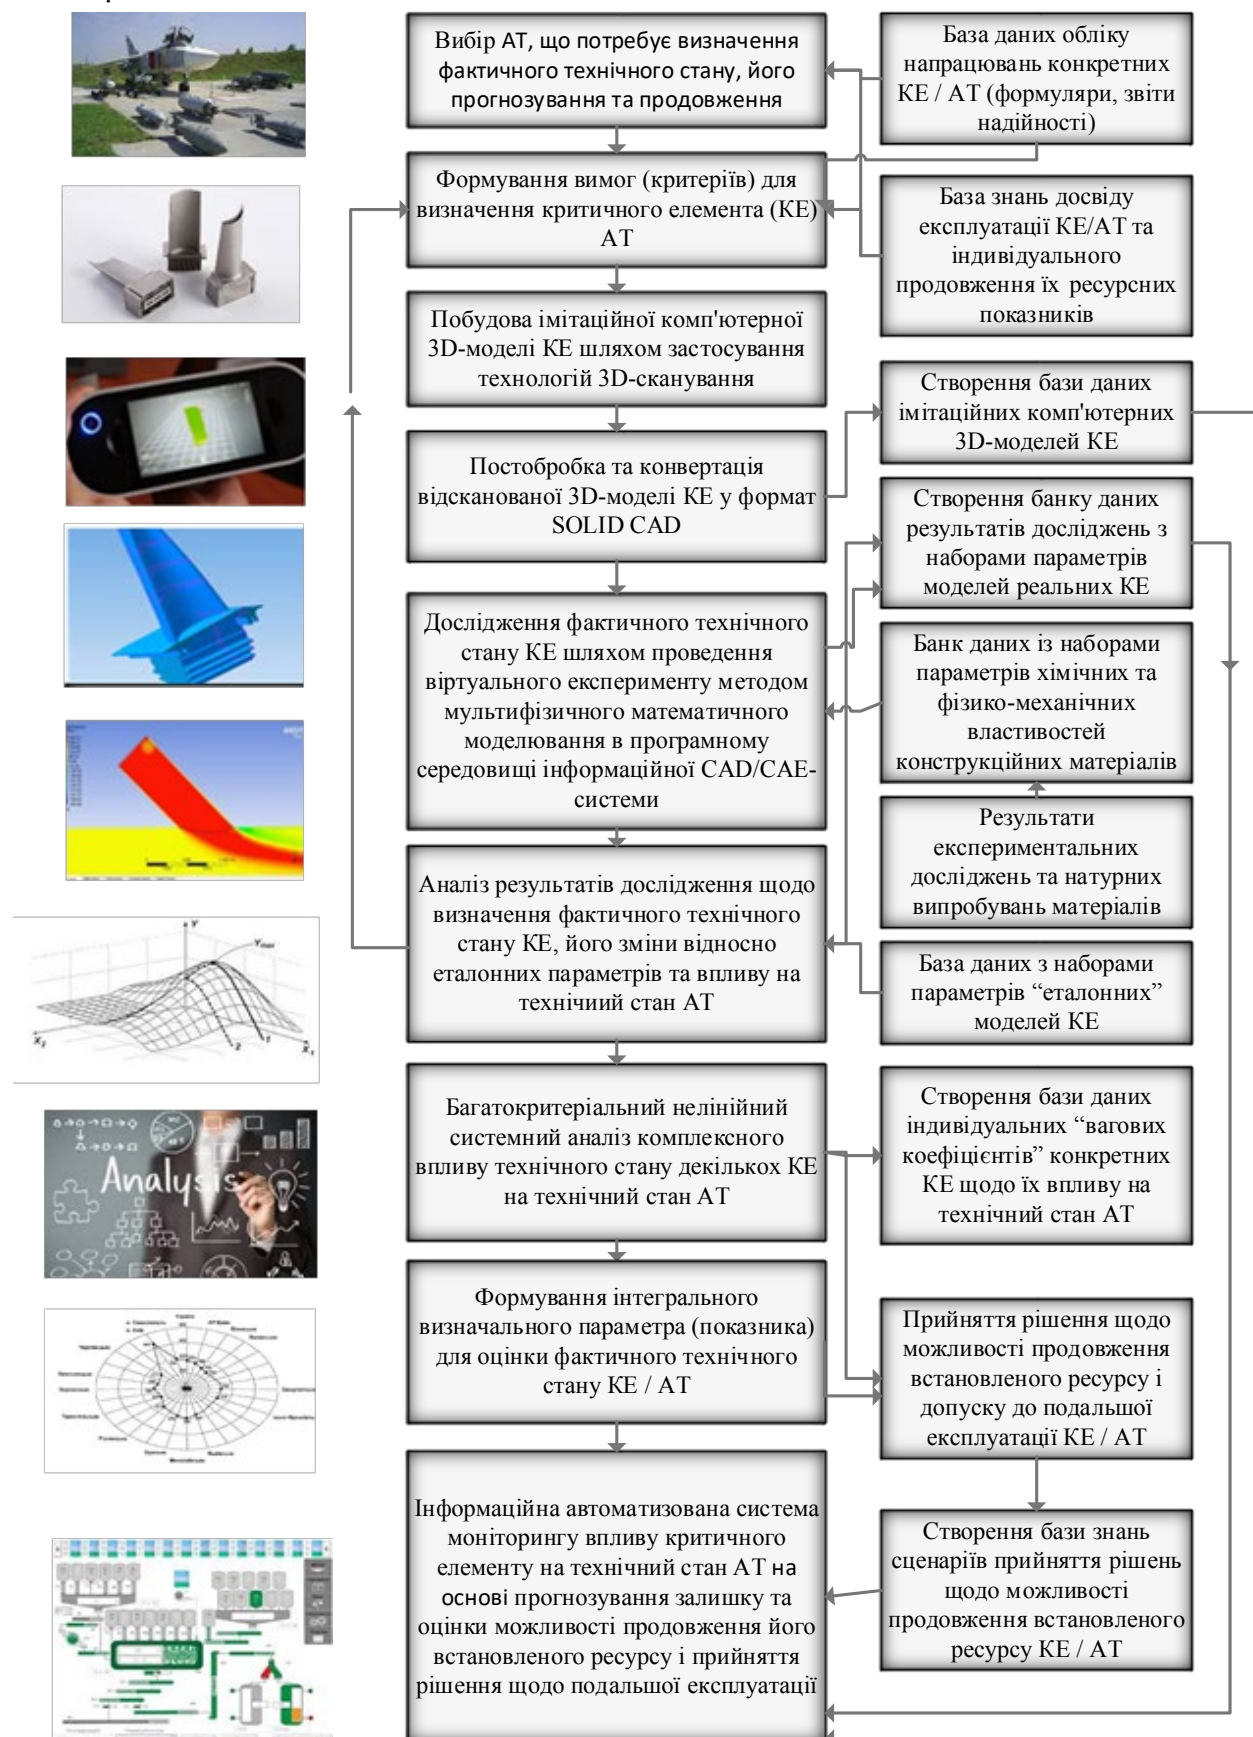 Вибір АТ, що потребує визначення
фактичного технічного стану, його
прогнозування та продовження
База даних обліку
напрацювань конкретних
КЕ / АТ (формуляри, звіти
надійності)
Формування вимог (критеріїв) для
визначення критичного елемента (КЕ)
АТ
База знань досвіду
експлуатації КЕ/АТ та
індивідуального
продовження їх ресурсних
показників
Побудова імітаційної комп'ютерної
3D-моделі КЕ шляхом застосування
технологій 3D-сканування
Створення бази даних
імітаційних комп'ютерних
3D-моделей КЕ
Постобробка та конвертація
відсканованої 3D-моделі КЕ у формат
SOLID CAD
Створення банку даних
результатів досліджень з
наборами параметрів
моделей реальних КЕ
Дослідження фактичного технічного
стану КЕ шляхом проведення
віртуального експерименту методом
мультифізичного математичного
моделювання в програмному
середовищі інформаційної CAD/CAE-
системи
Банк даних із наборами
параметрів хімічних та
фізико-механічних
властивостей
конструкційних матеріалів
Результати
експериментальних
досліджень та натурних
випробувань матеріалів
Аналіз результатів дослідження щодо
визначення фактичного технічного
стану КЕ, його зміни відносно
еталонних параметрів та впливу на
технічиий стан АТ
База даних з наборами
параметрів “еталонних”
моделей КЕ
Y
Ymax
X2
2
1
X1
Багатокритеріальний нелінійний
системний аналіз комплексного
впливу технічного стану декількох КЕ
на технічний стан АТ
Створення бази даних
індивідуальних “вагових
коефіцієнтів” конкретних
КЕ щодо їх впливу на
технічний стан АТ
Analysis
Формування інтегрального
визначального параметра (показника)
для оцінки фактичного технічного
стану КЕ / АТ
Прийняття рішення щодо
можливості продовження
встановленого ресурсу і
допуску до подальшої
експлуатації КЕ / АТ
Інформаційна автоматизована система
моніторингу впливу критичного
елементу на технічний стан АТ на
основі прогнозування залишку та
оцінки можливості продовження його
встановленого ресурсу і прийняття
рішення щодо подальшої експлуатації
Створення бази знань
сценаріїв прийняття рішень
щодо можливості
продовження встановленого
ресурсу КЕ / АТ